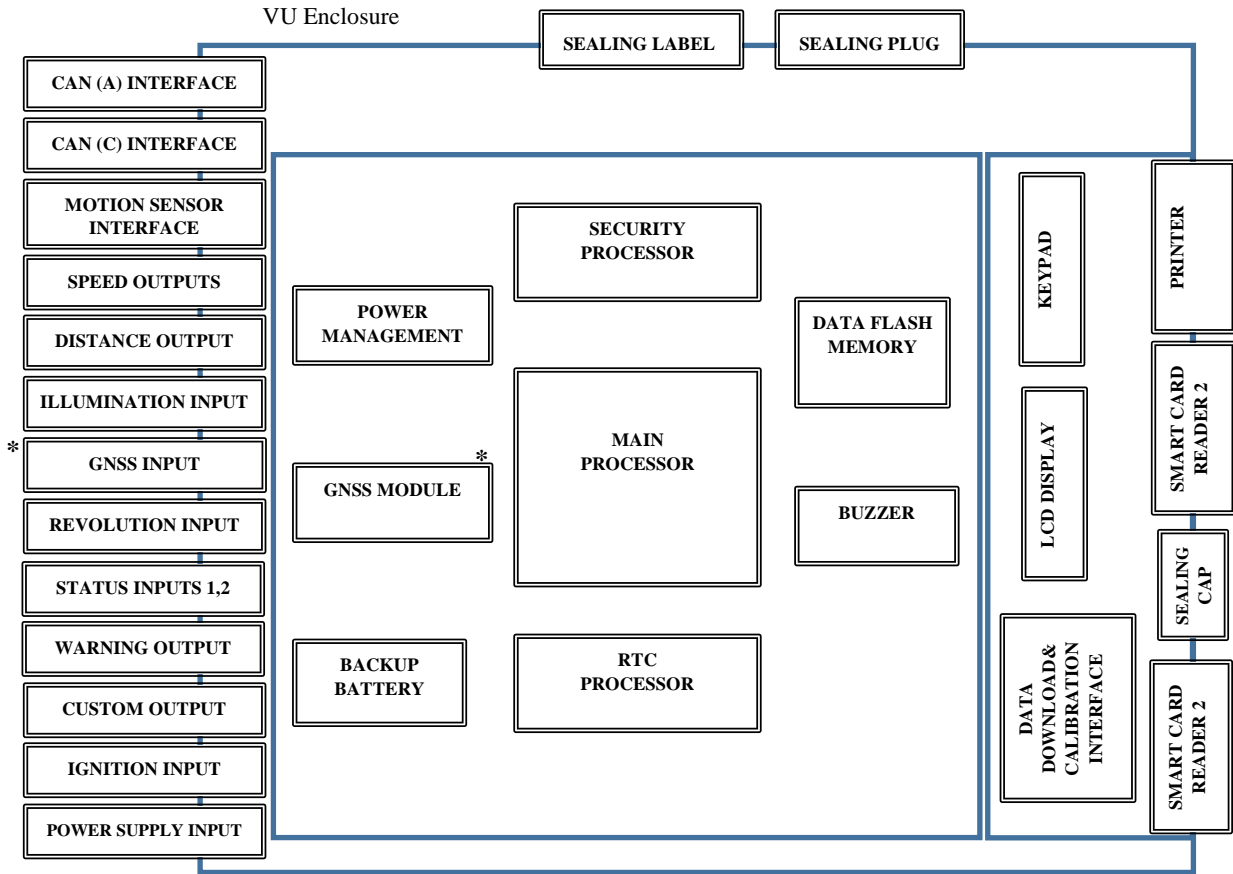 VU Enclosure
SEALING LABEL
SEALING PLUG
CAN (A) INTERFACE
CAN (C) INTERFACE
MOTION SENSOR
INTERFACE
SPEED OUTPUTS
DISTANCE OUTPUT
ILLUMINATION INPUT
*
GNSS INPUT
REVOLUTION INPUT
STATUS INPUTS 1,2
WARNING OUTPUT
CUSTOM OUTPUT
IGNITION INPUT
POWER SUPPLY INPUT
POWER
MANAGEMENT
*
GNSS MODULE
BACKUP
BATTERY
SECURITY
PROCESSOR
MAIN
PROCESSOR
RTC
PROCESSOR
DATA FLASH
MEMORY
BUZZER
KEYPAD
LCD DISPLAY
DATA
DOWNLOAD&
CALIBRATION
INTERFACE
PRINTER
SMART CARD
READER 2
SEALING
CAP
SMART CARD
READER 2